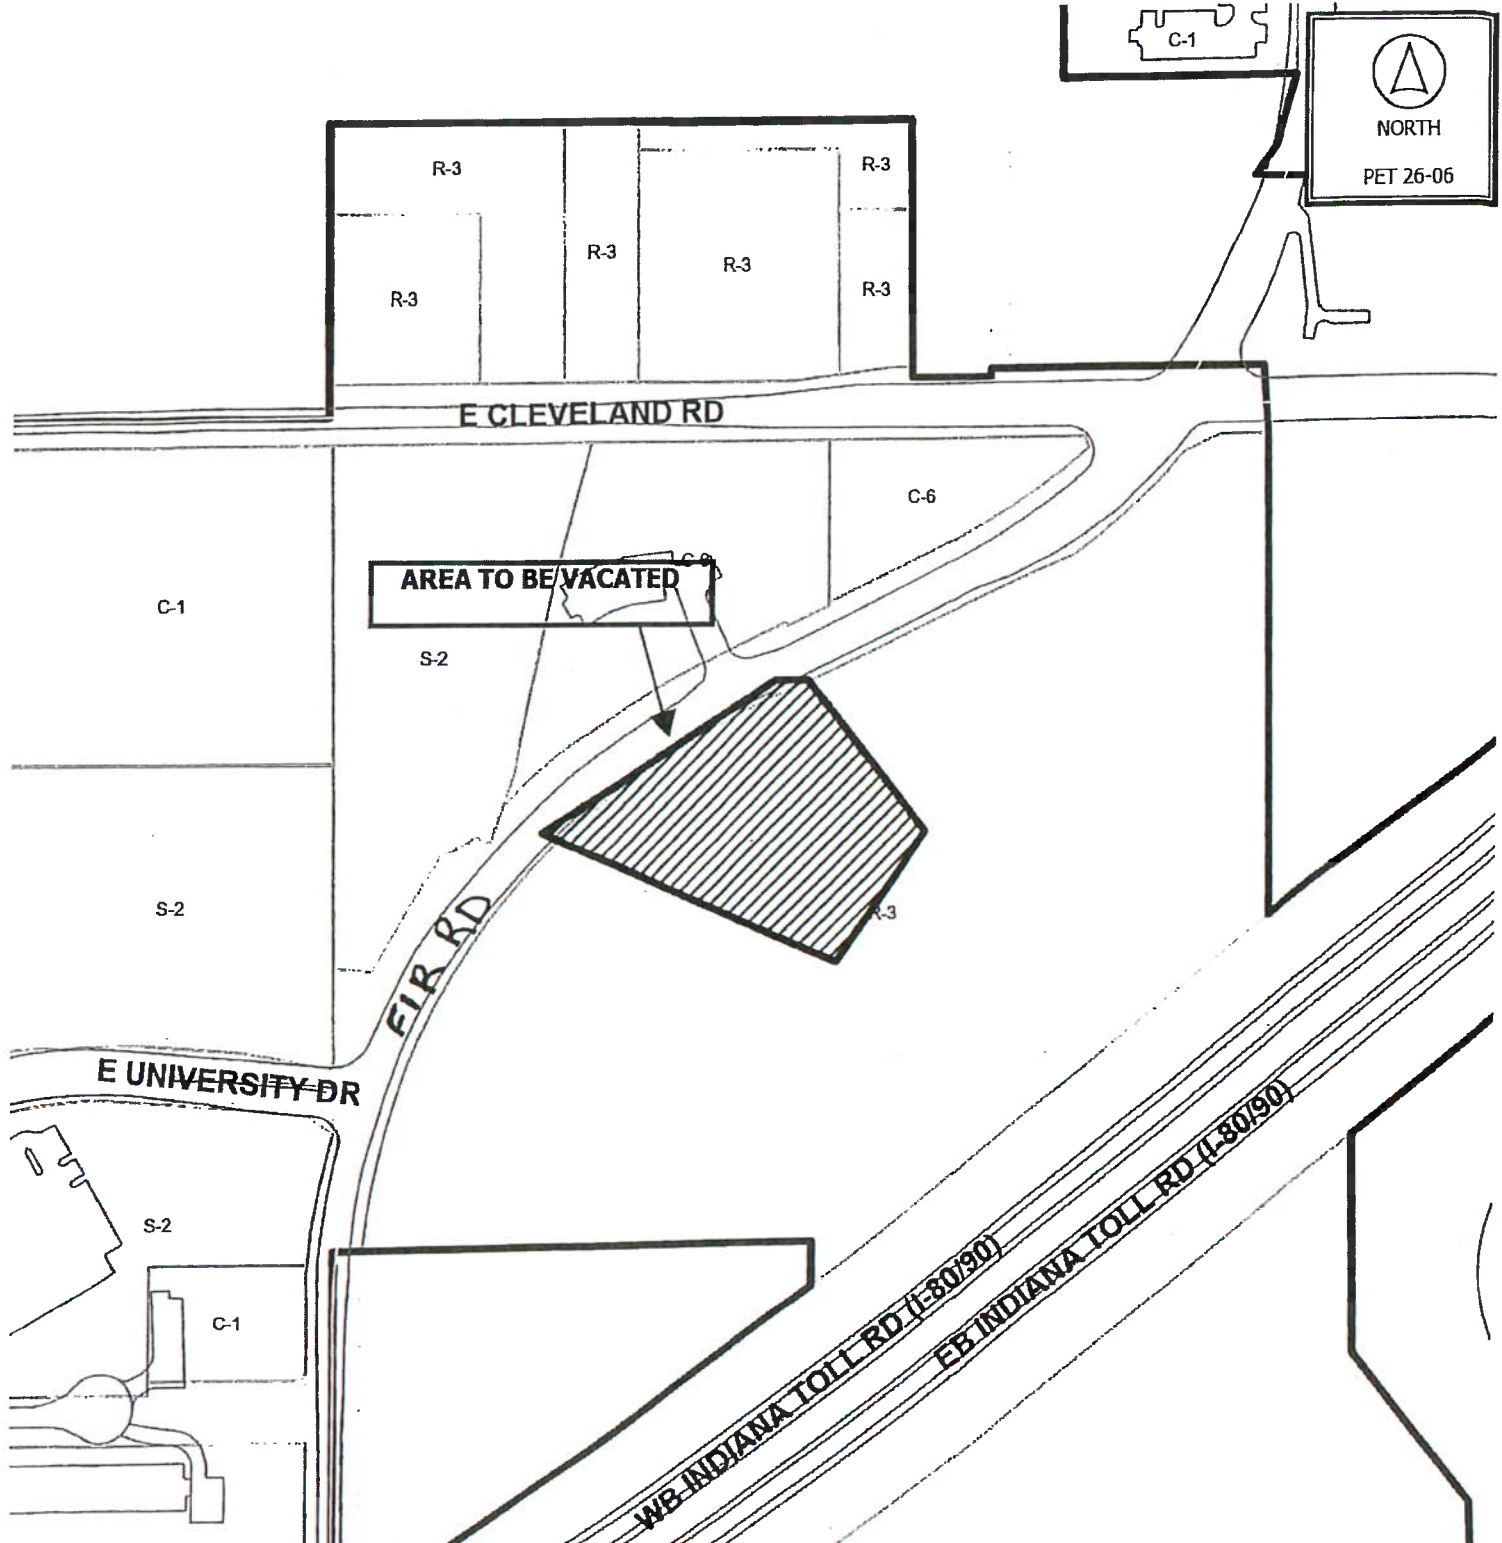 C-1
NORTH
PET 26-06
R-3
R-3
R-3
R-3
R-3
R-3
E CLEVELAND RD
C-6
AREA TO BE VACATED
C-1
S-2
S-2
R-3
FIR RD
E UNIVERSITY DR
S-2
C-1
WB INDIANA TOLL RD (I-80/90)
EB INDIANA TOLL RD (I-80/90)